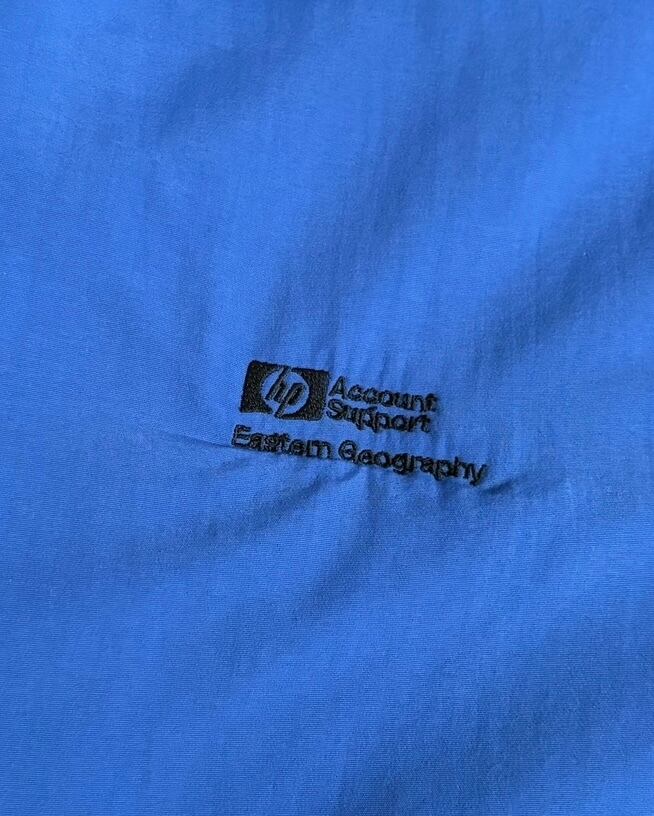 hp Account
Support
Eastern Geography